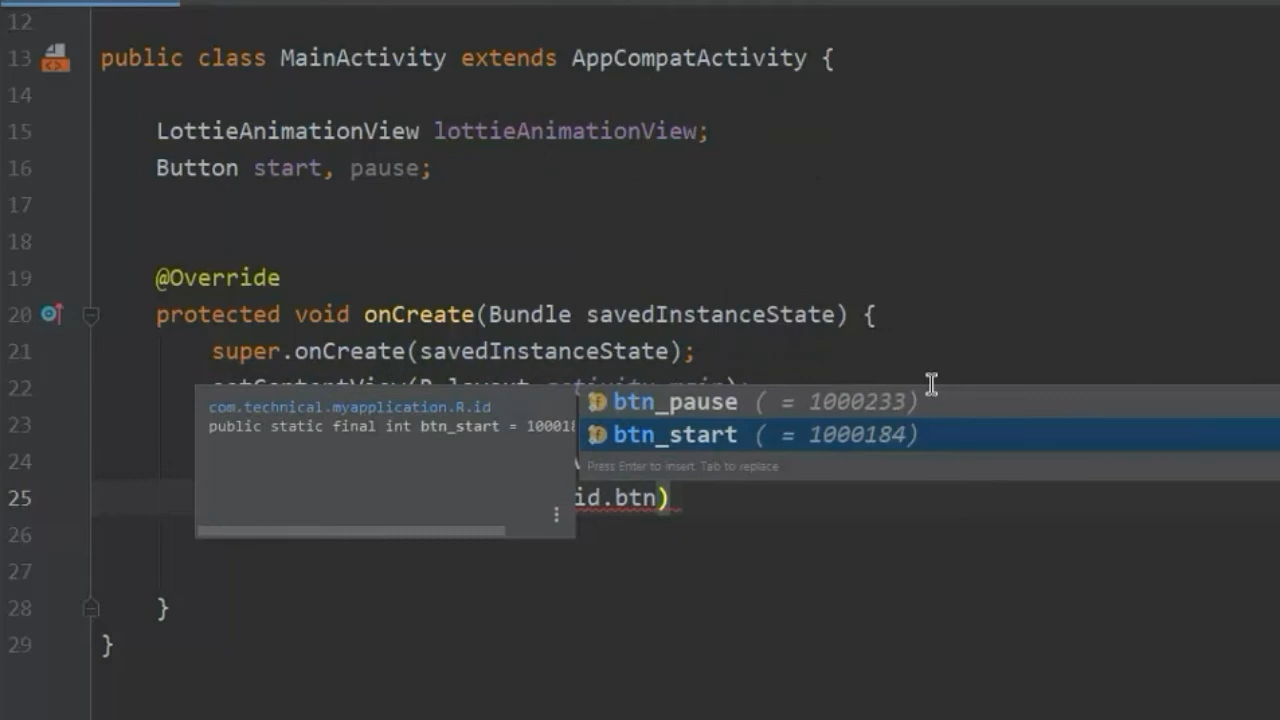 12
13 public class MainActivity extends AppCompatActivity {
14
15 LottieAnimationView lottieAnimationView;
16 Button start, pause;
17
18
19 @Override
20 protected void onCreate(Bundle savedInstanceState) {
21 super.onCreate(savedInstanceState);
22 setContentView(R.layout.activity_main);
com.technical.myapplication.R.id
public static final int btn_start = 100018
btn_pause ( = 1000233)
btn_start ( = 1000184)
Press Enter to insert, Tab to replace
23
24
25 id.btn)
26
27
28 }
29 }